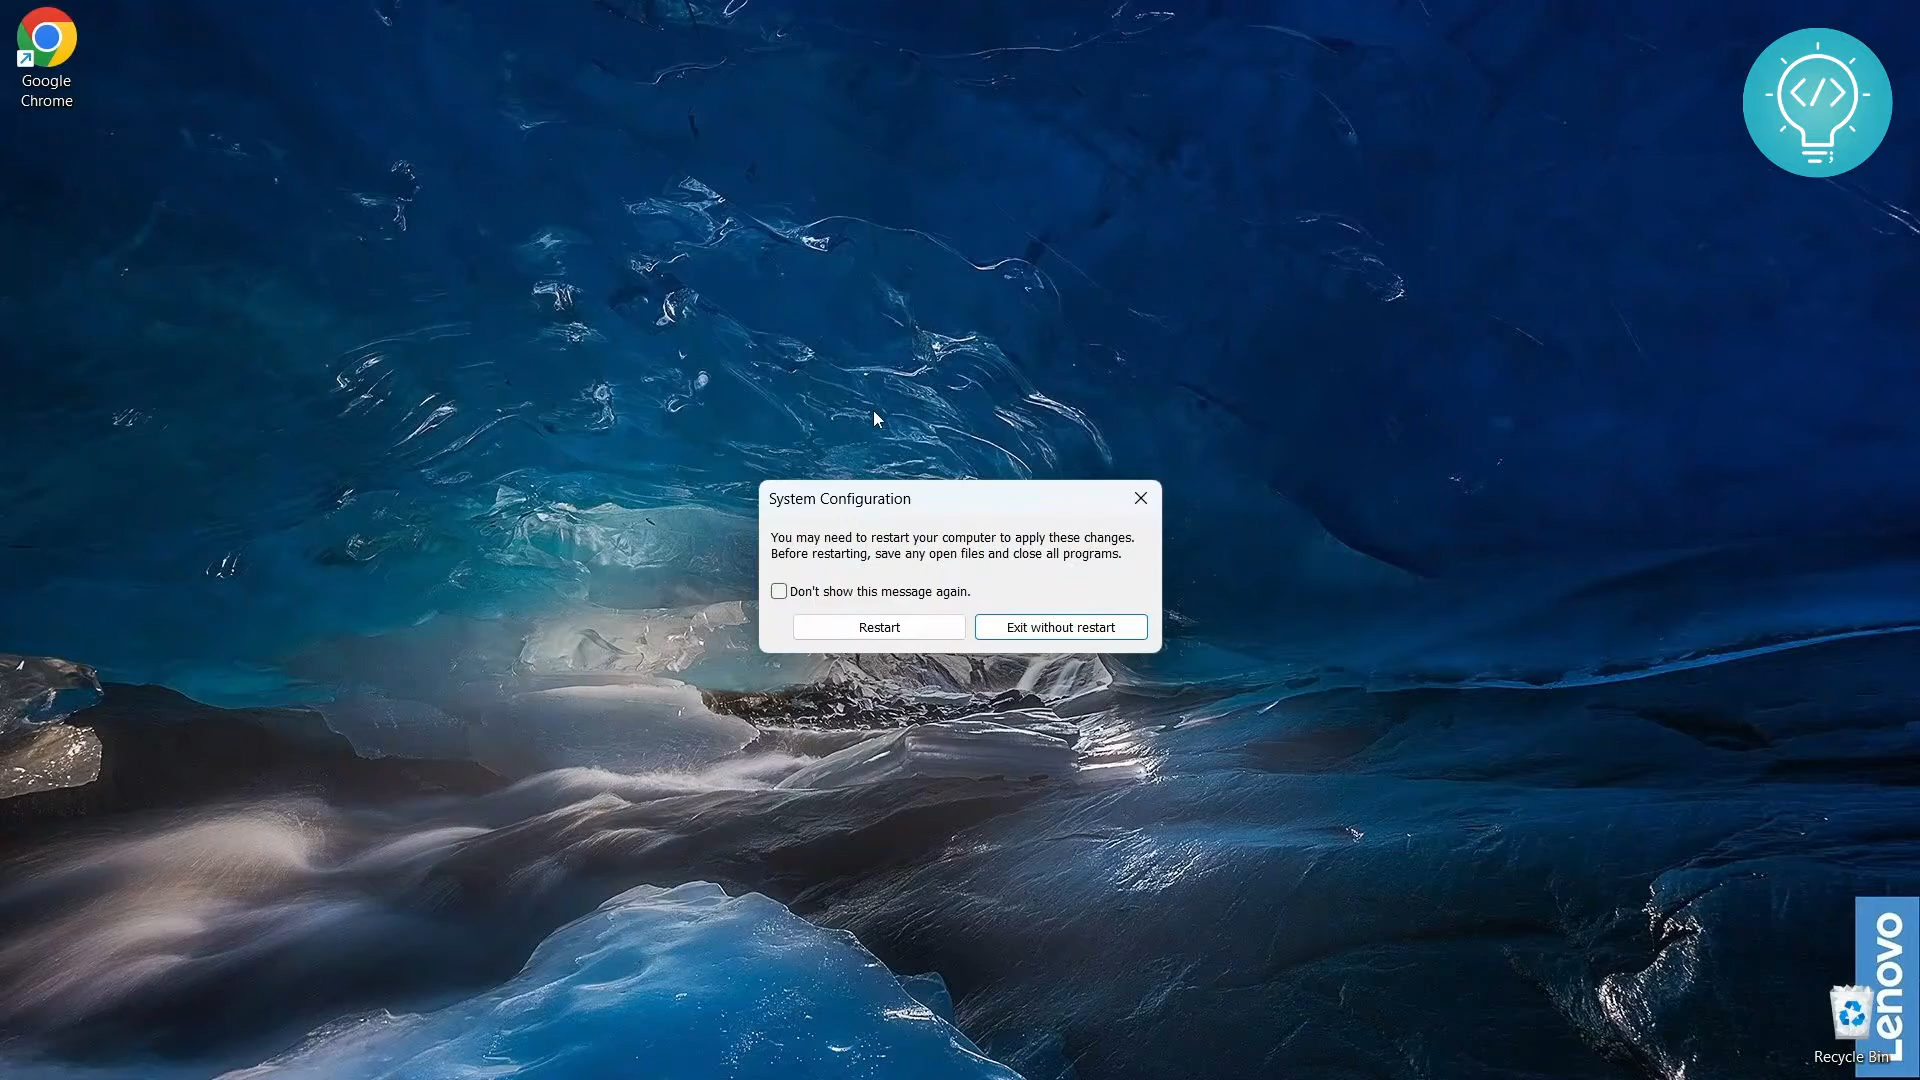 Google
Chrome
</>
System Configuration
You may need to restart your computer to apply these changes.
Before restarting, save any open files and close all programs.
Don't show this message again.
Restart
Exit without restart
Lenovo
Recycle Bin